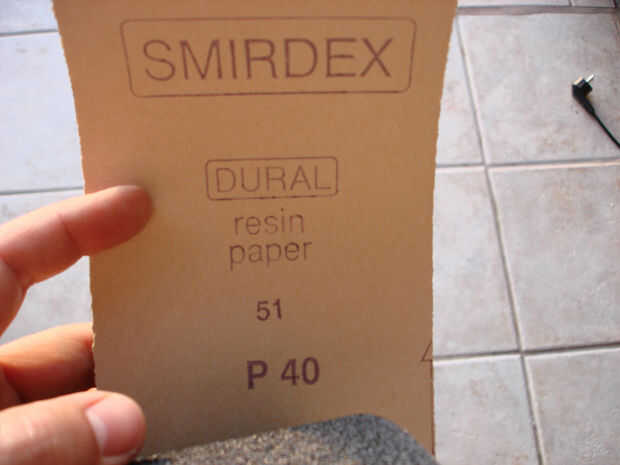 SMIRDEX
DURAL
resin
paper
51
P 40